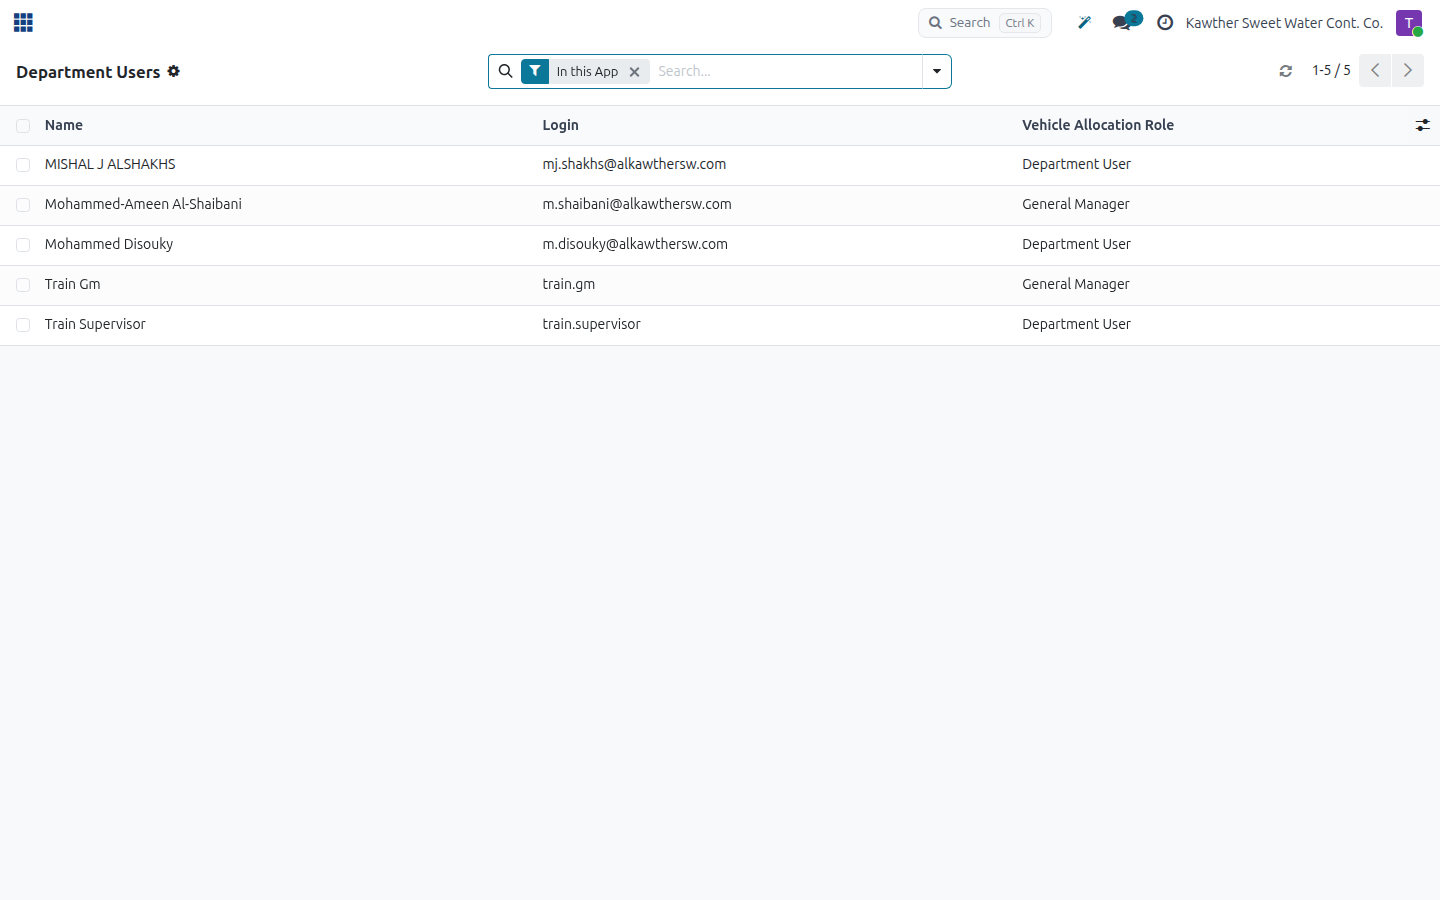 Search Ctrl K
2
Kawther Sweet Water Cont. Co.
T
Department Users
In this App
Search...
1-5 / 5
Name Login Vehicle Allocation Role
MISHAL J ALSHAKHS mj.shakhs@alkawthersw.com Department User
Mohammed-Ameen Al-Shaibani m.shaibani@alkawthersw.com General Manager
Mohammed Disouky m.disouky@alkawthersw.com Department User
Train Gm train.gm General Manager
Train Supervisor train.supervisor Department User